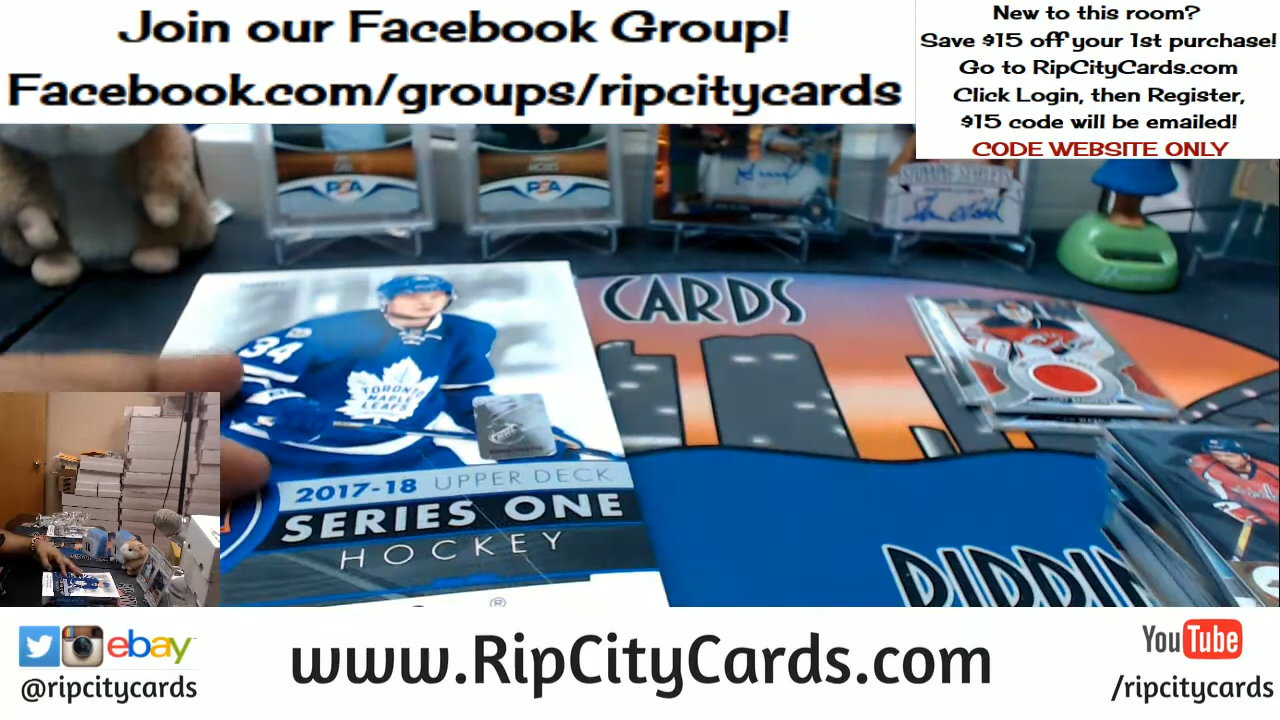 Join our Facebook Group!
Facebook.com/groups/ripcitycards
New to this room?
Save $15 off your 1st purchase!
Go to RipCityCards.com
Click Login, then Register,
$15 code will be emailed!
CODE WEBSITE ONLY
PSA
PSA
CARDS
34
TORONTO
MAPLE
LEAFS
2017-18 UPPER DECK
SERIES ONE
HOCKEY
®
ebay
@ripcitycards
www.RipCityCards.com
YouTube
/ripcitycards